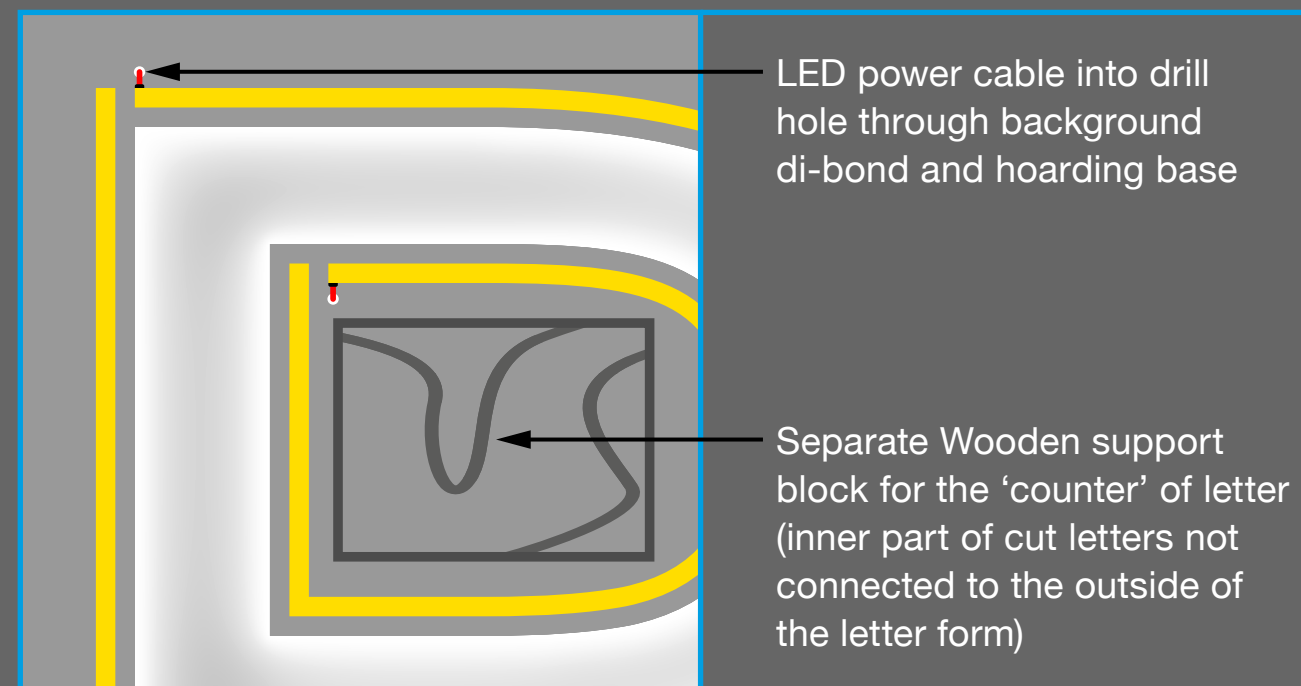 LED power cable into drill
hole through background
di-bond and hoarding base
Separate Wooden support
block for the ‘counter’ of letter
(inner part of cut letters not
connected to the outside of
the letter form)